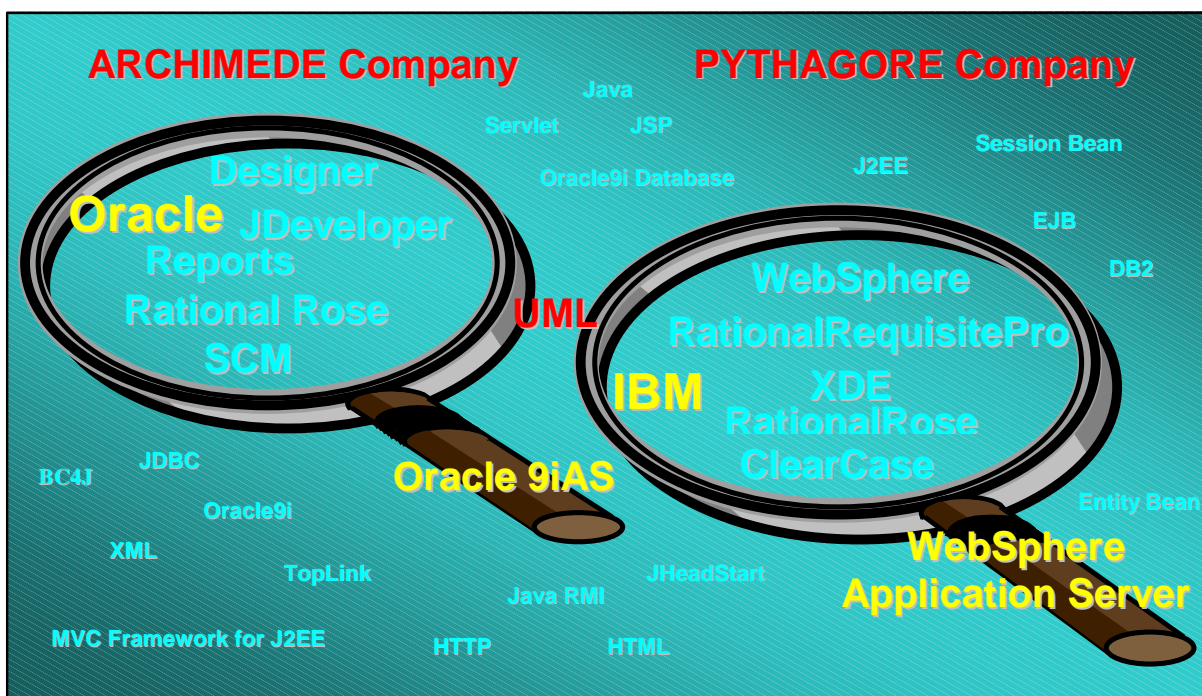 ARCHIMEDE Company
PYTHAGORE Company
Java
Servlet
JSP
Oracle9i Database
J2EE
Session Bean
EJB
DB2
Designer
Oracle
JDeveloper
Reports
Rational Rose
SCM
UML
WebSphere
RationalRequisitePro
IBM
XDE
RationalRose
ClearCase
Oracle 9iAS
BC4J
JDBC
Oracle9i
XML
TopLink
JHeadStart
Java RMI
MVC Framework for J2EE
HTTP
HTML
Entity Bean
WebSphere
Application Server